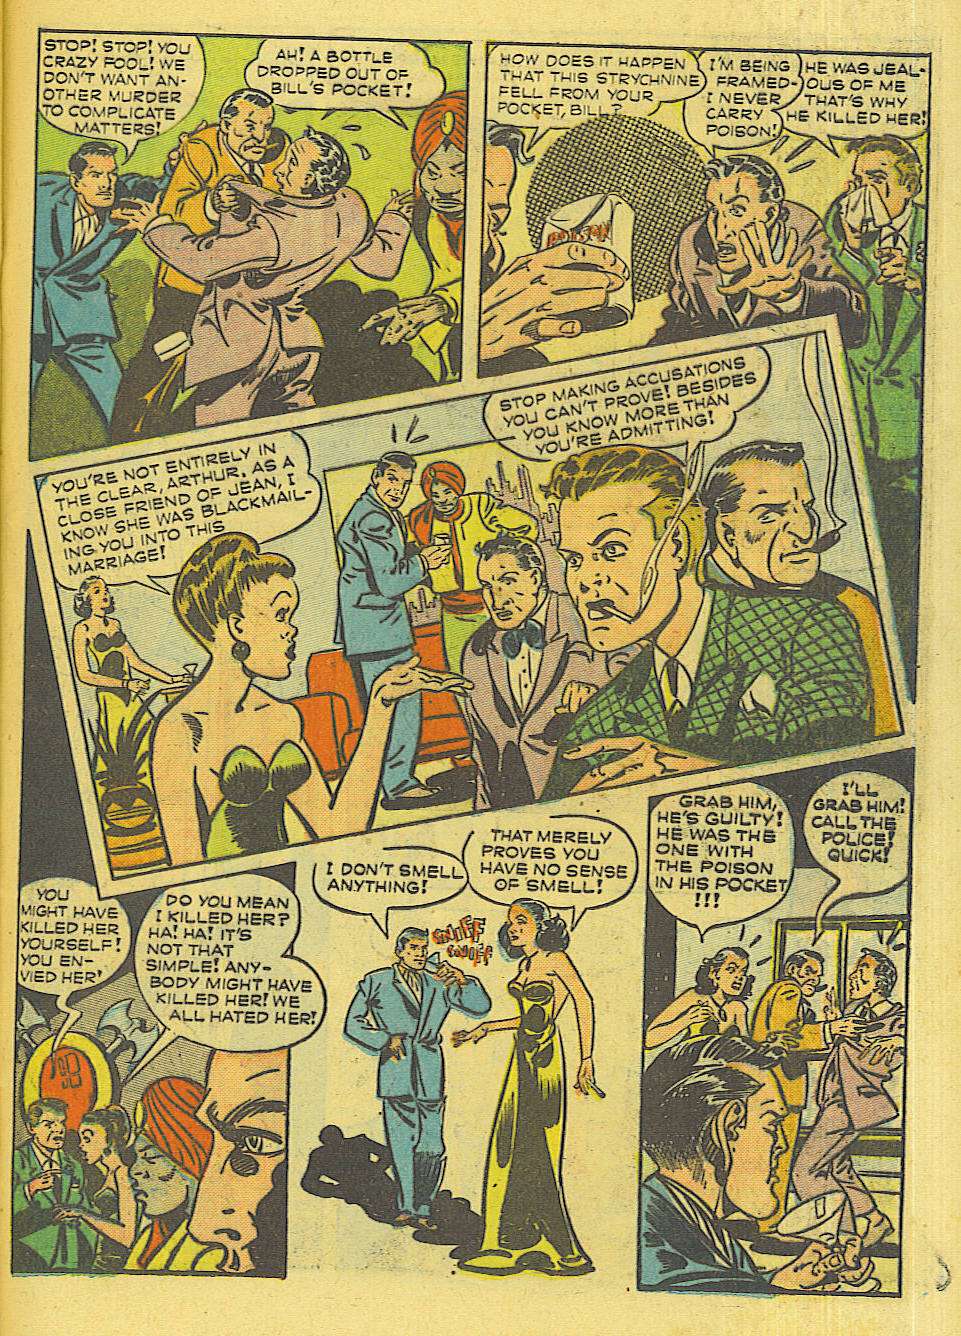 STOP! STOP! YOU
CRAZY FOOL! WE
DON'T WANT AN-
OTHER MURDER
TO COMPLICATE
MATTERS!
AH! A BOTTLE
DROPPED OUT OF
BILL'S POCKET!
HOW DOES IT HAPPEN
THAT THIS STRYCHNINE
FELL FROM YOUR
POCKET, BILL?
I'M BEING
FRAMED-
I NEVER
CARRY
POISON!
HE WAS JEAL-
OUS OF ME
THAT'S WHY
HE KILLED HER!
POISON
YOU'RE NOT ENTIRELY IN
THE CLEAR, ARTHUR. AS A
CLOSE FRIEND OF JEAN, I
KNOW SHE WAS BLACKMAIL-
ING YOU INTO THIS
MARRIAGE!
STOP MAKING ACCUSATIONS
YOU CAN'T PROVE! BESIDES
YOU KNOW MORE THAN
YOU'RE ADMITTING!
YOU
MIGHT HAVE
KILLED HER
YOURSELF!
YOU EN-
VIED HER!
DO YOU MEAN
I KILLED HER?
HA! HA! IT'S
NOT THAT
SIMPLE! ANY-
BODY MIGHT HAVE
KILLED HER! WE
ALL HATED HER!
I DON'T SMELL
ANYTHING!
THAT MERELY
PROVES YOU
HAVE NO SENSE
OF SMELL!
SNIFF
SNIFF
GRAB HIM,
HE'S GUILTY!
HE WAS THE
ONE WITH
THE POISON
IN HIS POCKET
!!!
I'LL
GRAB HIM!
CALL THE
POLICE!
QUICK!